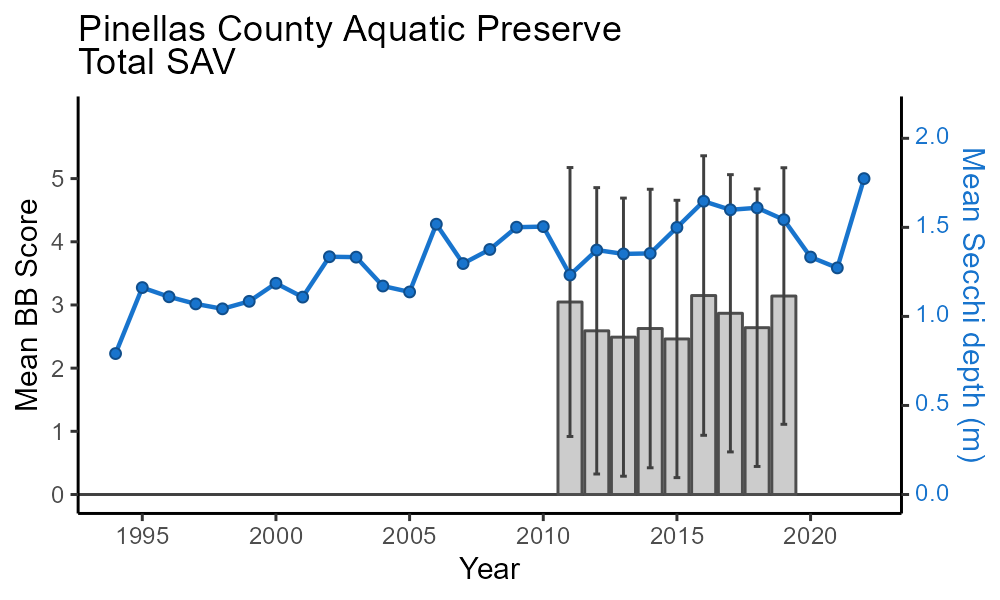 Pinellas County Aquatic Preserve
Total SAV
Mean BB Score
5
4
3
2
1
0
2.0
1.5
1.0
0.5
0.0
Mean Secchi depth (m)
1995 2000 2005 2010 2015 2020
Year